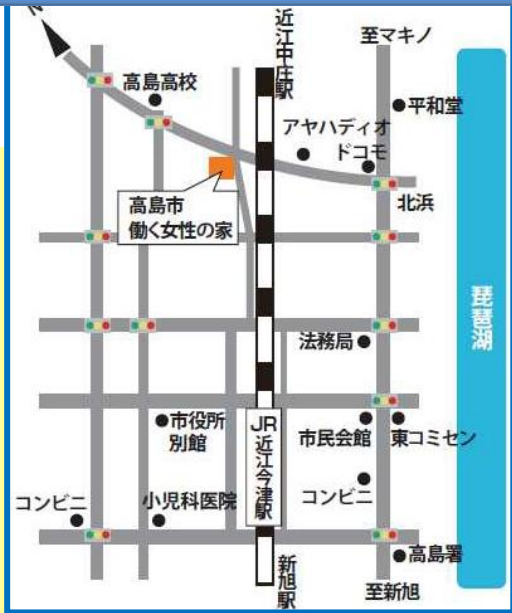 N
近江中庄駅
至マキノ
高島高校
平和堂
アヤハディオ
ドコモ
北浜
高島市
働く女性の家
琵琶湖
法務局
市役所
別館
JR近江今津駅
市民会館
東コミセン
コンビニ
コンビニ
小児科医院
高島署
新旭駅
至新旭